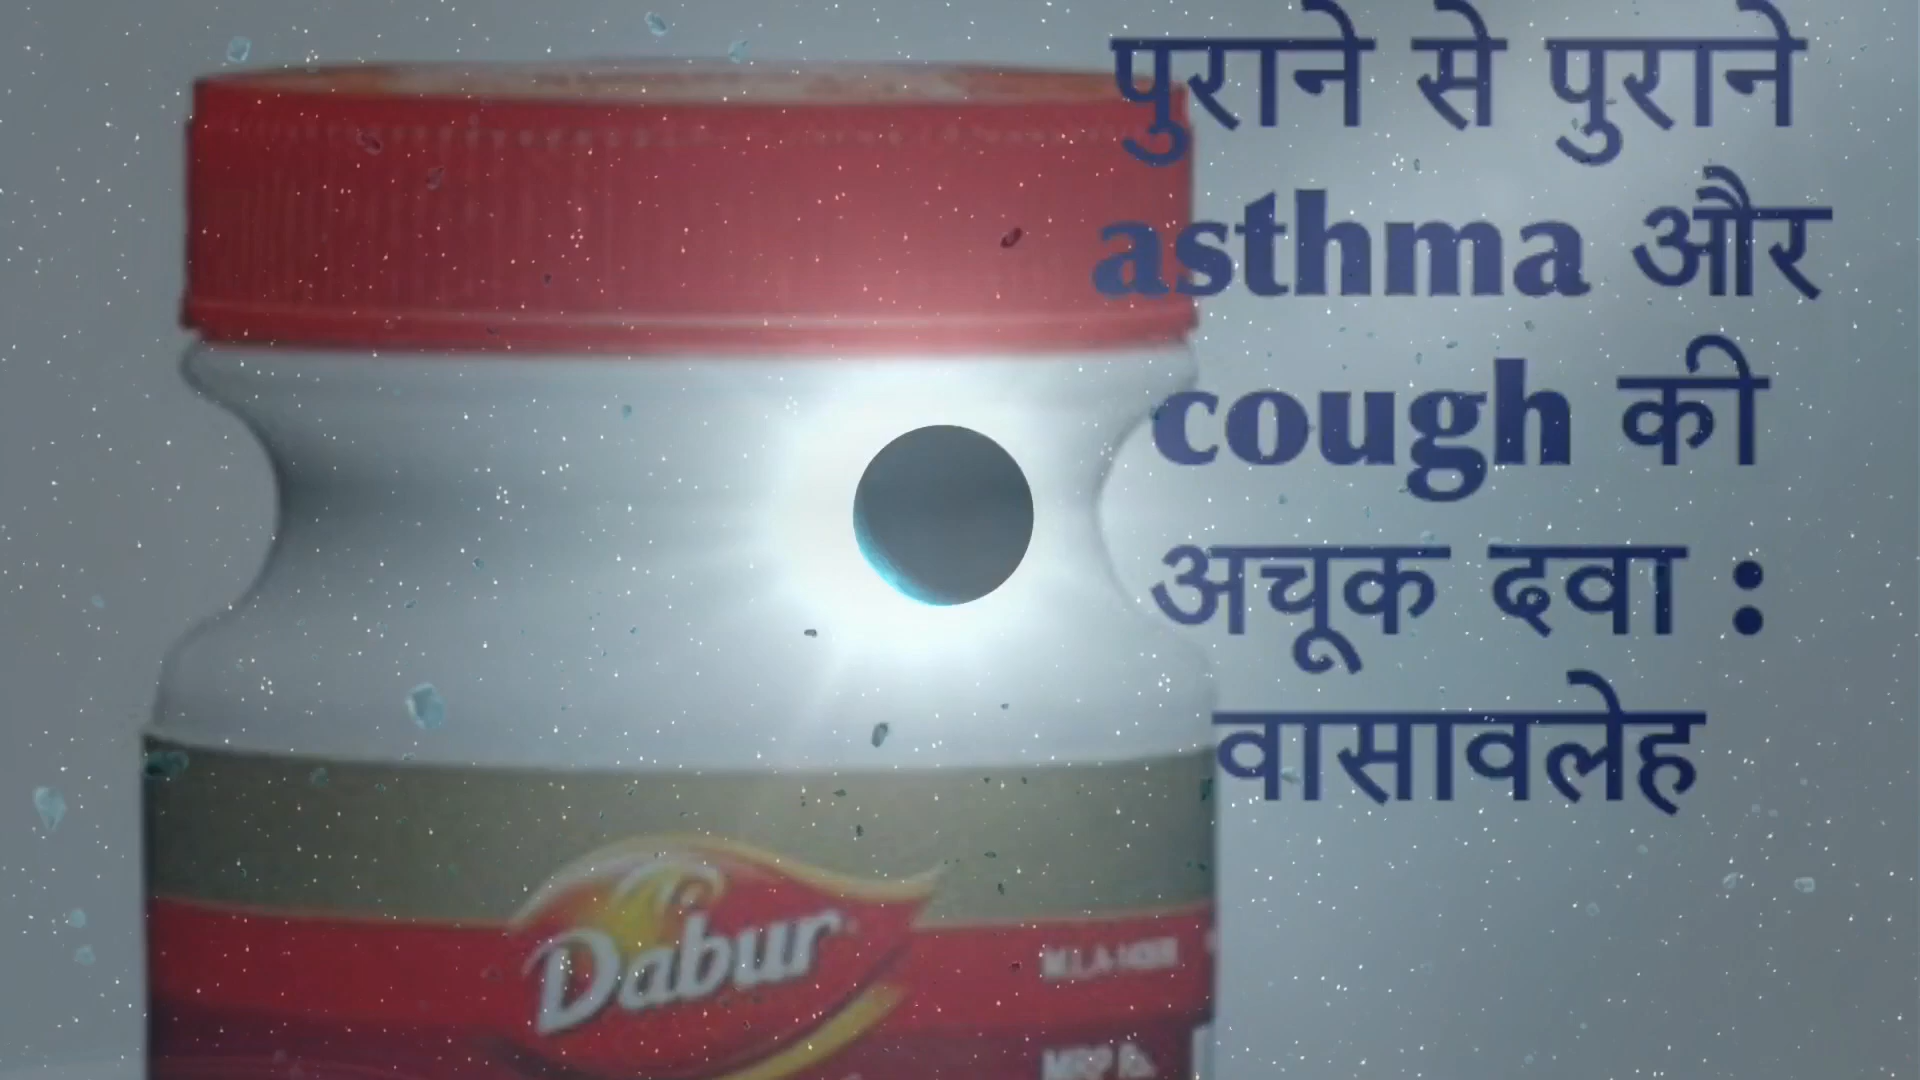 पुराने से पुराने
asthma और
cough की
अचूक दवा :
वासावलेह
Dabur